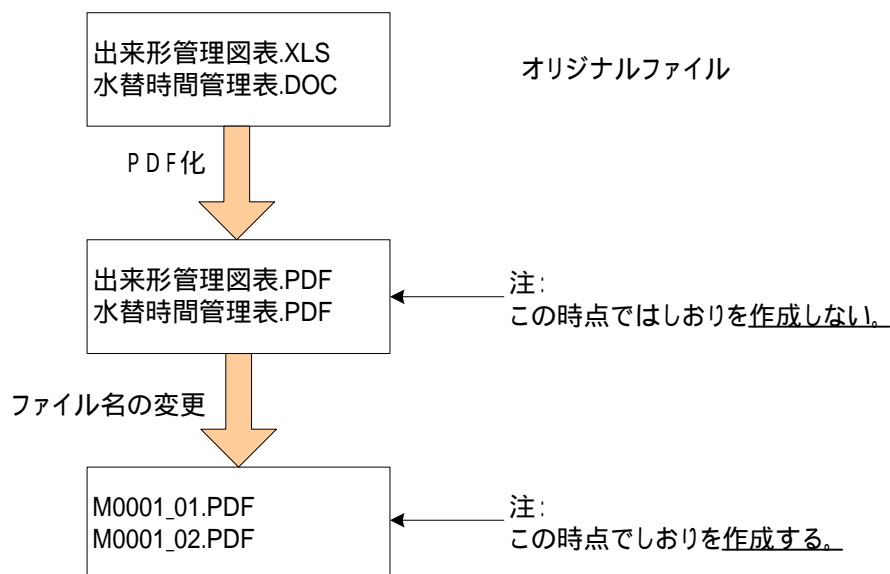 出来形管理図表.XLS
水替時間管理表.DOC
オリジナルファイル
PDF化
出来形管理図表.PDF
水替時間管理表.PDF
注:
この時点ではしおりを作成しない。
ファイル名の変更
M0001_01.PDF
M0001_02.PDF
注:
この時点でしおりを作成する。